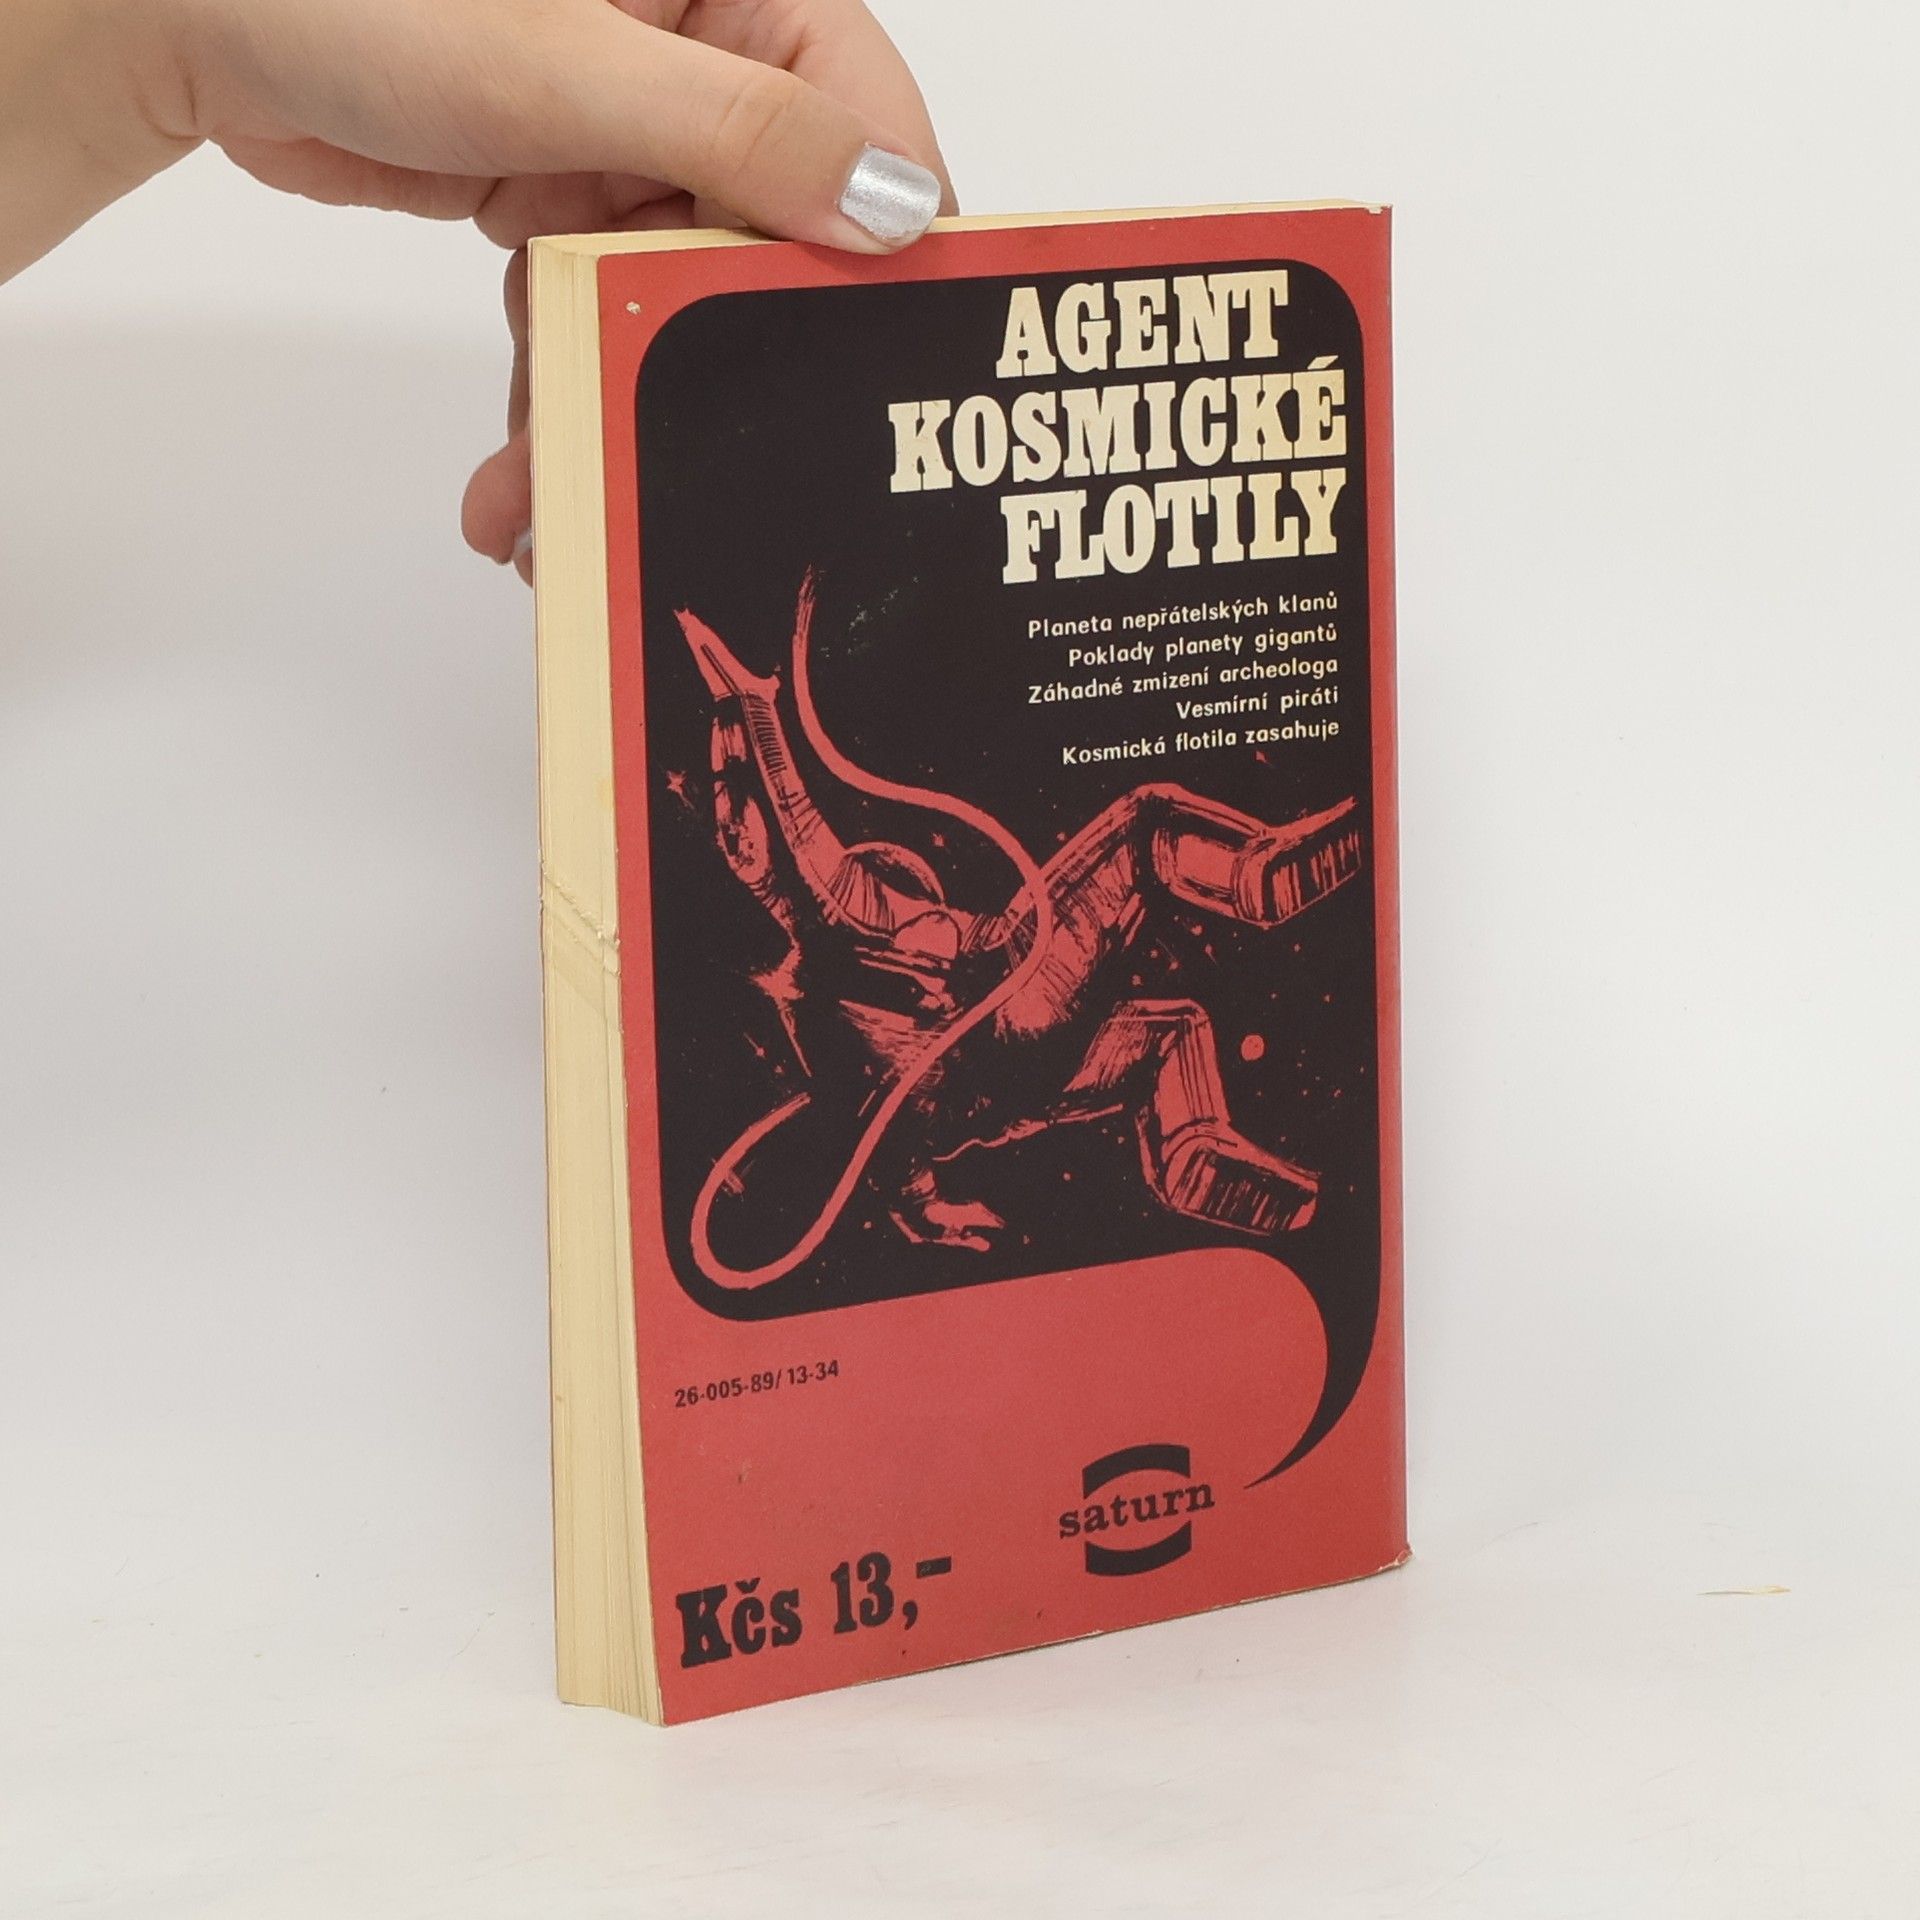 AGENT
KOSMICKÉ
FLOTILY
Planeta nepřátelských klanů
Poklady planety gigantů
Záhadné zmizení archeologa
Vesmírní piráti
Kosmická flotila zasahuje
26-005-89/13-34
saturn
Kčs 13,-